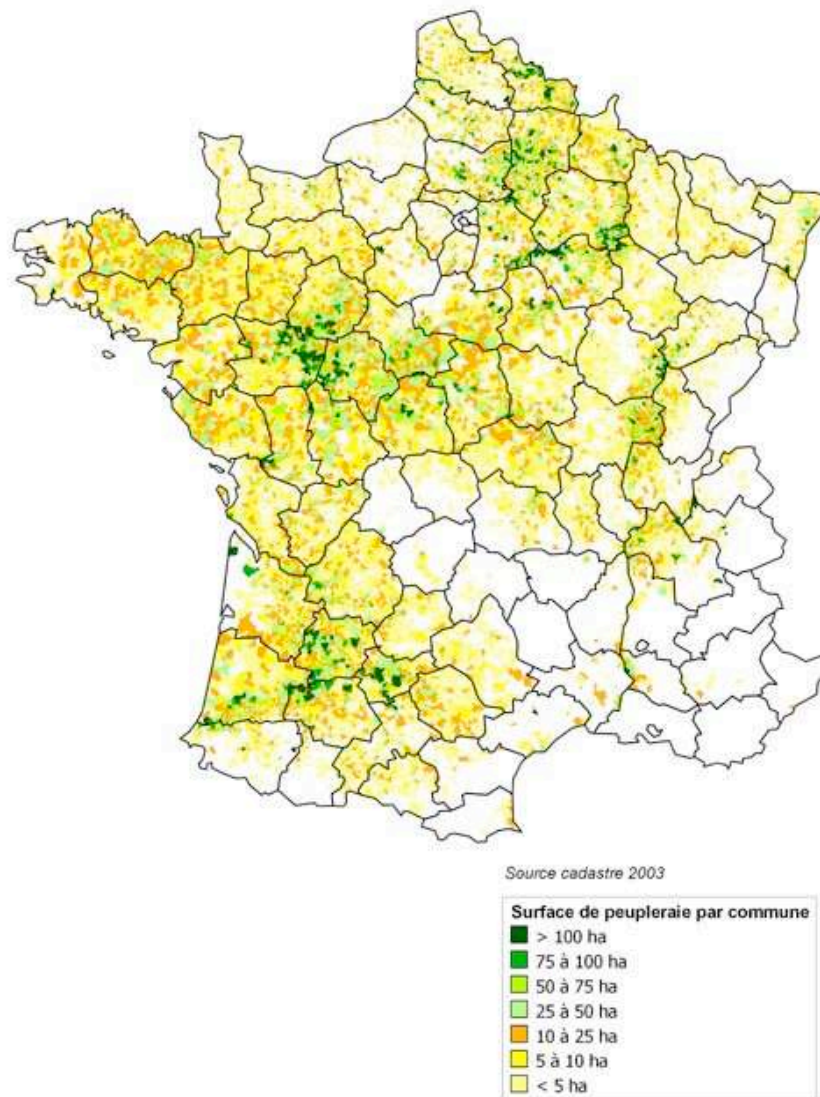 Source cadastre 2003
Surface de peupleraie par commune
> 100 ha
75 à 100 ha
50 à 75 ha
25 à 50 ha
10 à 25 ha
5 à 10 ha
< 5 ha